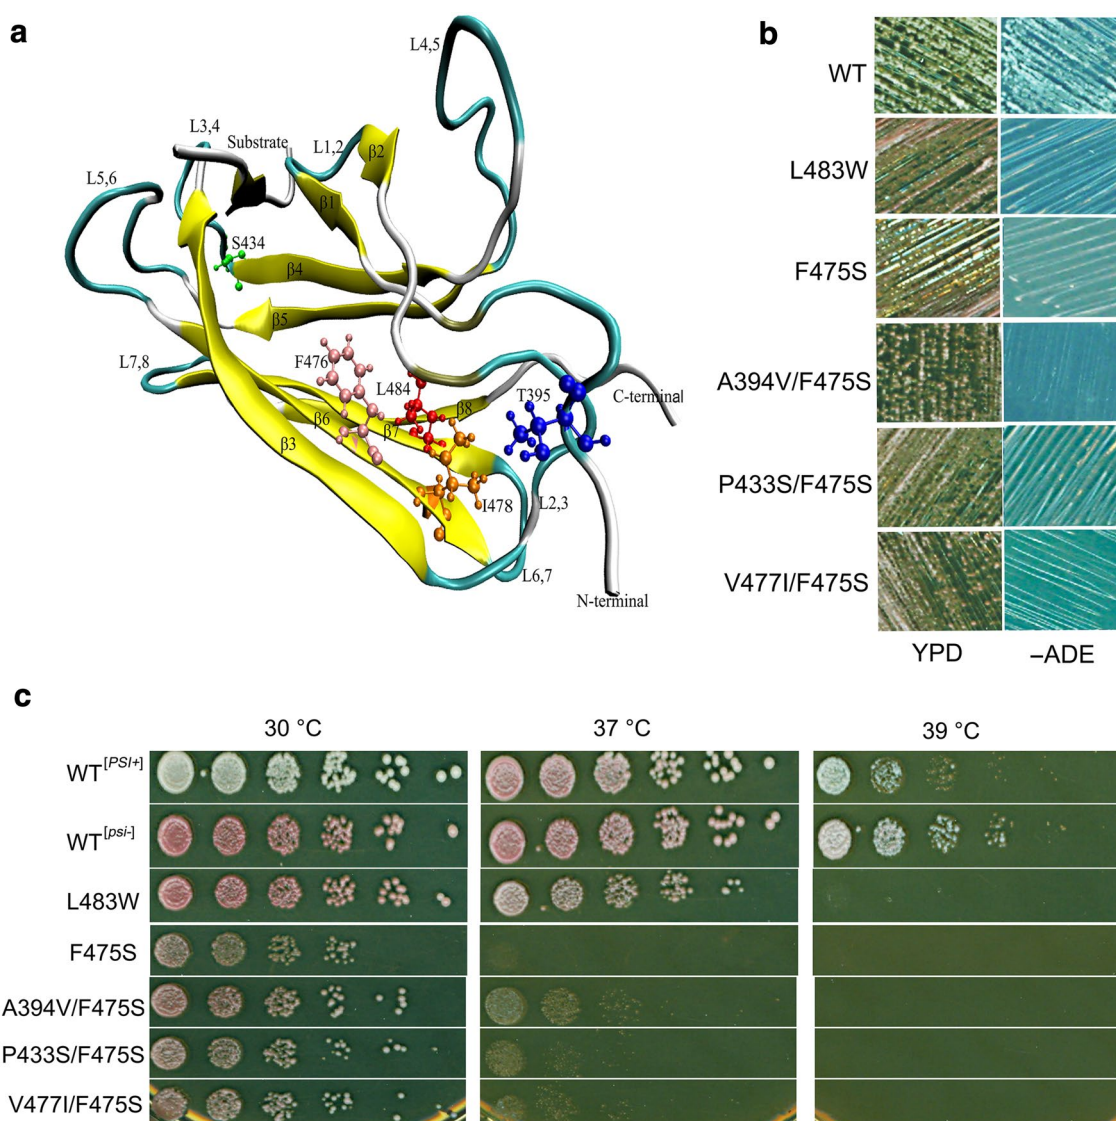 a
L4,5
L3,4
Substrate
L1,2
β2
L5,6
β1
S434
β4
β5
F476
L7,8
L484
T395
C-terminal
β8
β6
β7
β3
I478
L2,3
L6,7
N-terminal
b
WT
L483W
F475S
A394V/F475S
P433S/F475S
V477I/F475S
YPD
–ADE
c
30 °C
37 °C
39 °C
WT[PSI+]
WT[psi-]
L483W
F475S
A394V/F475S
P433S/F475S
V477I/F475S